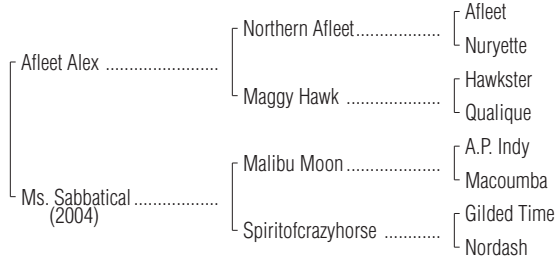 Afleet
Northern Afleet
Nuryette
Afleet Alex
Hawkster
Maggy Hawk
Qualique
A.P. Indy
Malibu Moon
Macoumba
Ms. Sabbatical
(2004)
Gilded Time
Spiritofcrazyhorse
Nordash